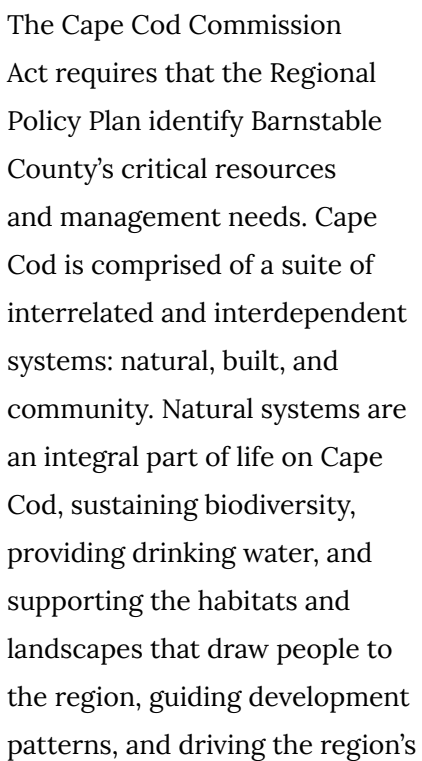 The Cape Cod Commission
Act requires that the Regional
Policy Plan identify Barnstable
County’s critical resources
and management needs. Cape
Cod is comprised of a suite of
interrelated and interdependent
systems: natural, built, and
community. Natural systems are
an integral part of life on Cape
Cod, sustaining biodiversity,
providing drinking water, and
supporting the habitats and
landscapes that draw people to
the region, guiding development
patterns, and driving the region’s